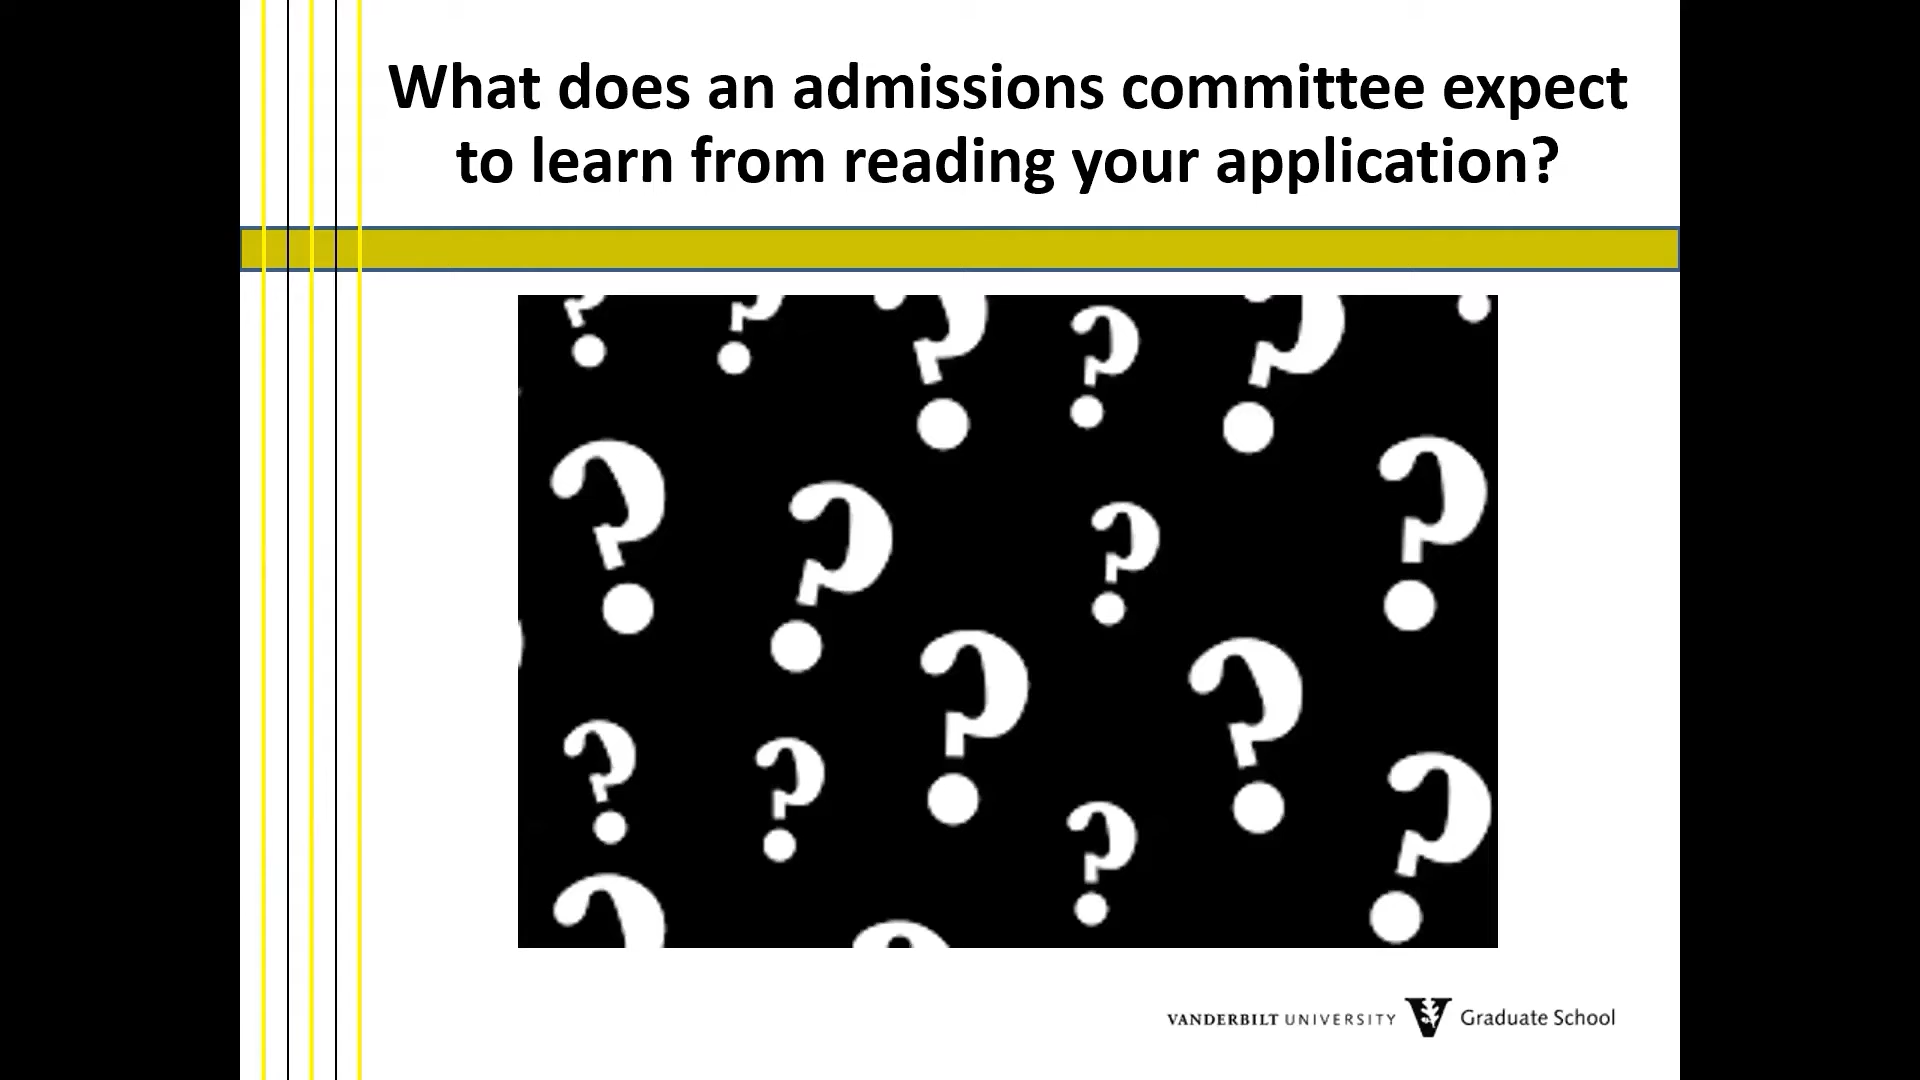 What does an admissions committee expect
to learn from reading your application?
VANDERBILT UNIVERSITY Graduate School